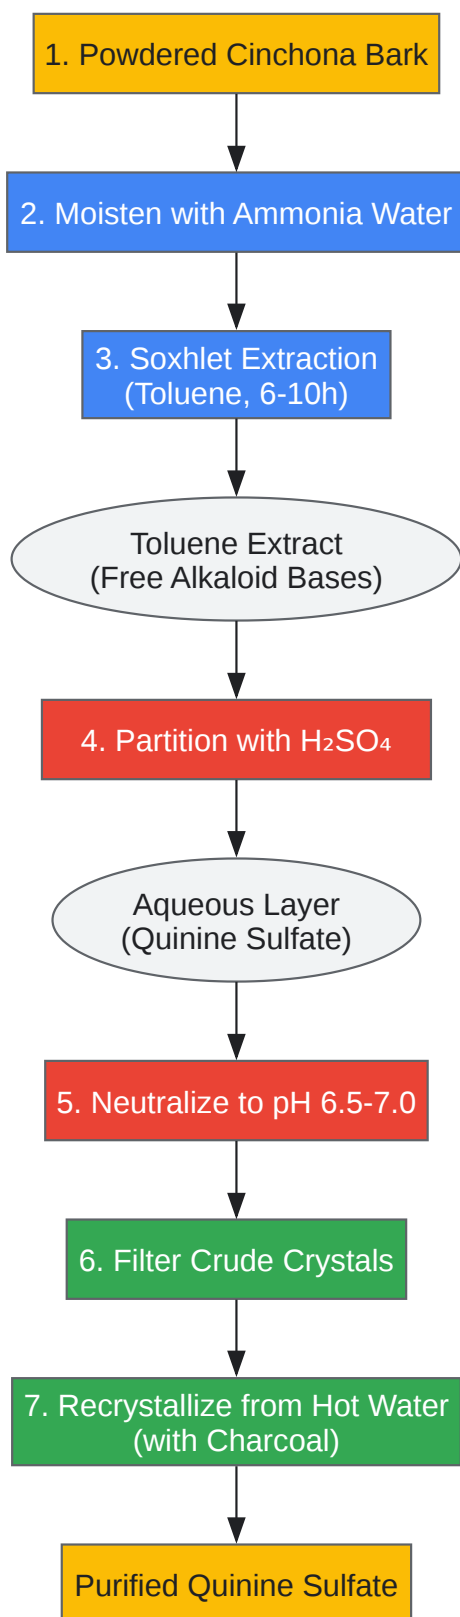 1. Powdered Cinchona Bark
2. Moisten with Ammonia Water
3. Soxhlet Extraction
(Toluene, 6-10h)
Toluene Extract
(Free Alkaloid Bases)
4. Partition with H₂SO₄
Aqueous Layer
(Quinine Sulfate)
5. Neutralize to pH 6.5-7.0
6. Filter Crude Crystals
7. Recrystallize from Hot Water
(with Charcoal)
Purified Quinine Sulfate